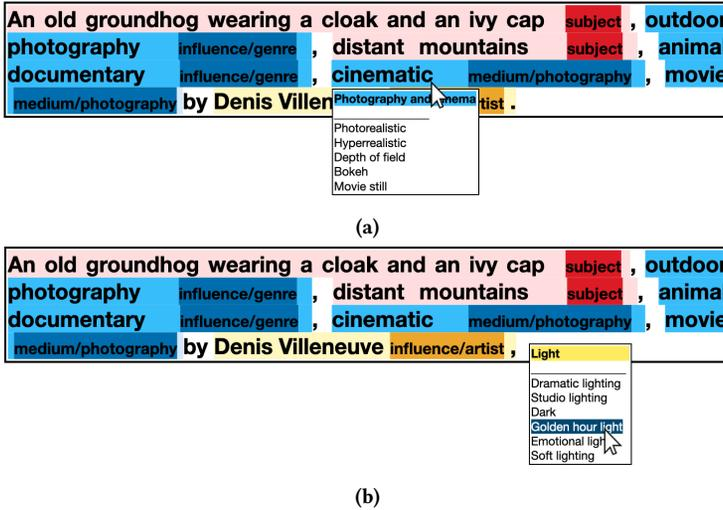 An old groundhog wearing a cloak and an ivy cap subject , outdoor
photography influence/genre , distant mountains subject , anima
documentary influence/genre , cinematic medium/photography , movie
medium/photography by Denis Villen tist .
Photography and nema
Photorealistic
Hyperrealistic
Depth of field
Bokeh
Movie still
(a)
An old groundhog wearing a cloak and an ivy cap subject , outdoor
photography influence/genre , distant mountains subject , anima
documentary influence/genre , cinematic medium/photography , movie
medium/photography by Denis Villeneuve influence/artist ,
Light
Dramatic lighting
Studio lighting
Dark
Golden hour light
Emotional ligh
Soft lighting
(b)